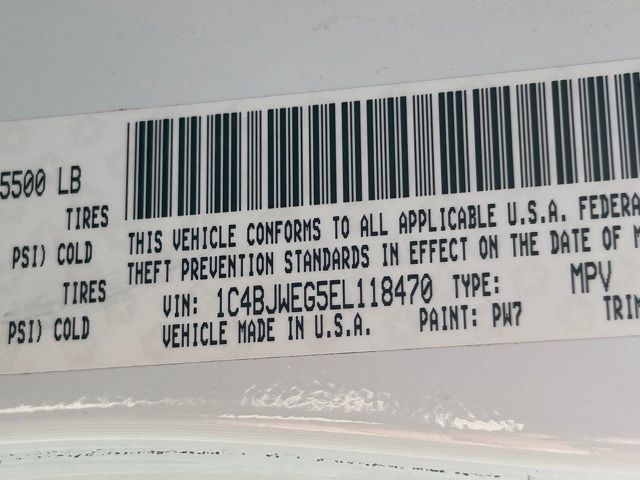 5500 LB
TIRES
PSI) COLD
TIRES
PSI) COLD
THIS VEHICLE CONFORMS TO ALL APPLICABLE U.S.A. FEDERA
THEFT PREVENTION STANDARDS IN EFFECT ON THE DATE OF M
VIN: 1C4BJWEG5EL118470 TYPE: MPV
VEHICLE MADE IN U.S.A. PAINT: PW7 TRIM